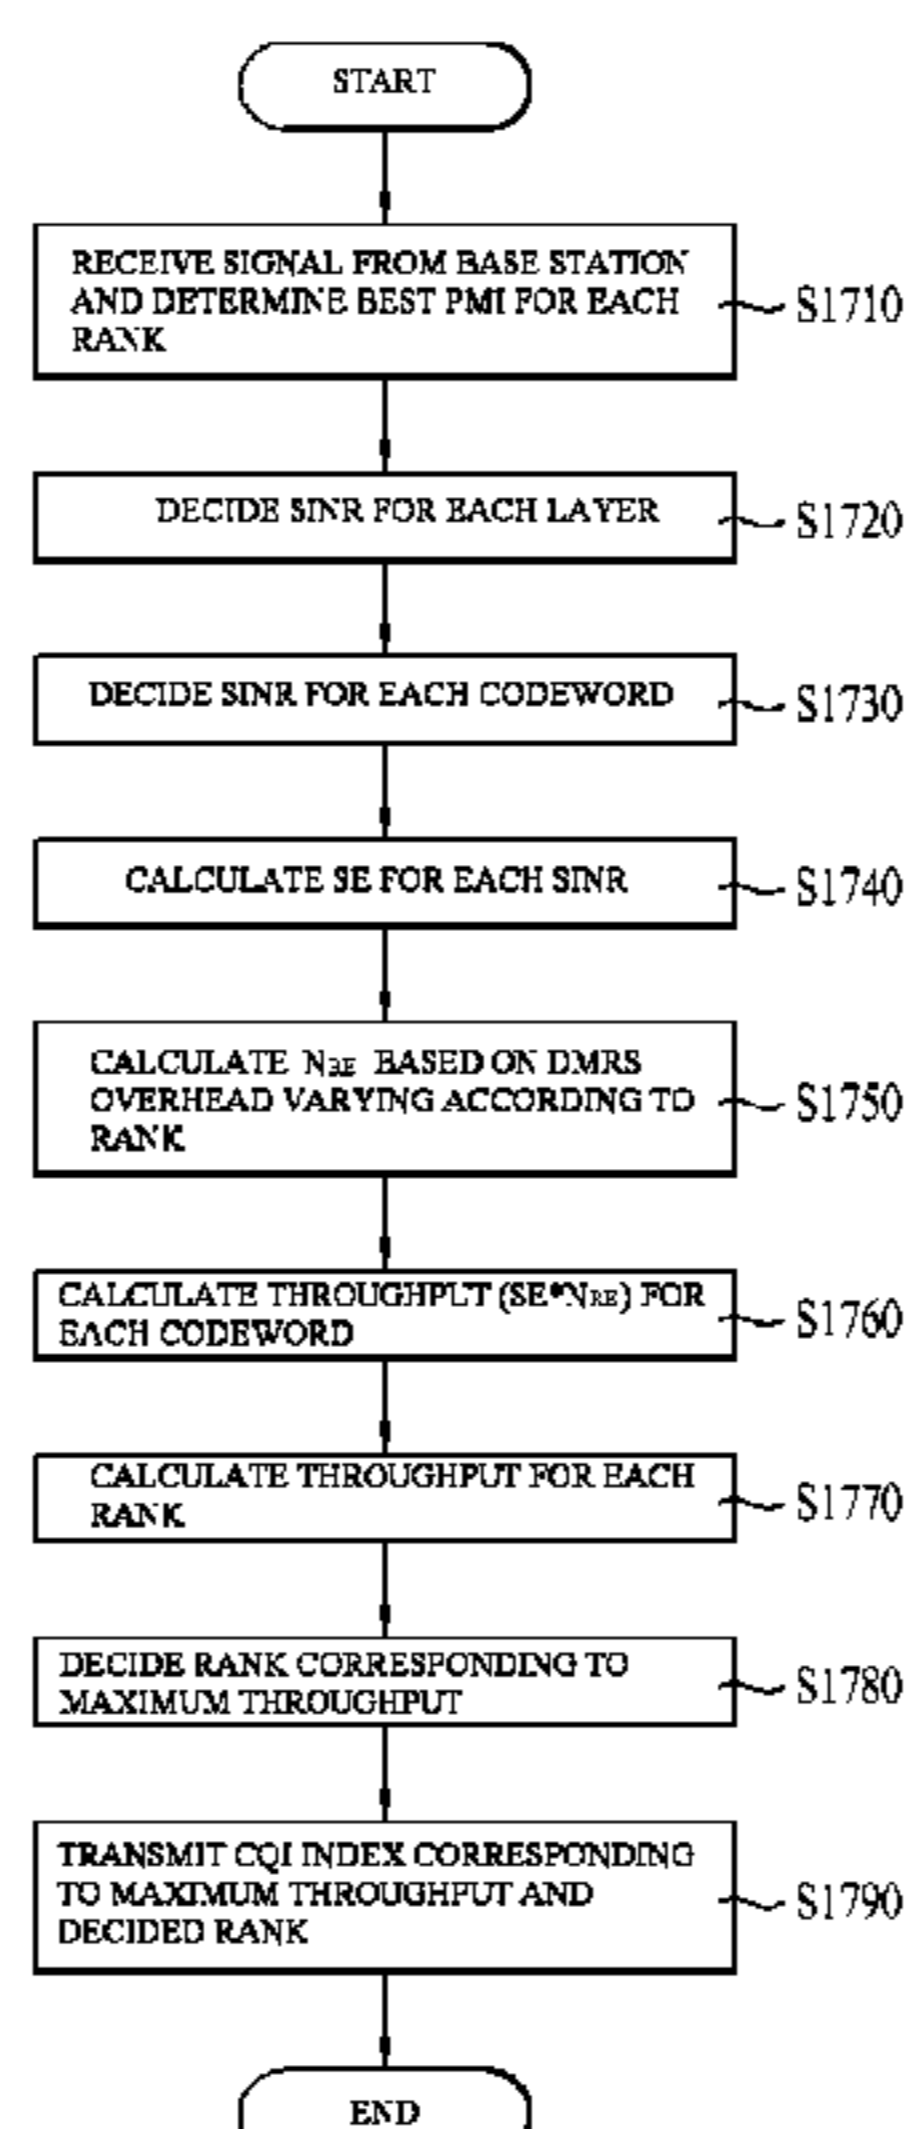 START
RECEIVE SIGNAL FROM BASE STATION
AND DETERMINE BEST PMI FOR EACH
RANK
S1710
DECIDE SINR FOR EACH LAYER
S1720
DECIDE SINR FOR EACH CODEWORD
S1730
CALCULATE SE FOR EACH SINR
S1740
CALCULATE NRE BASED ON DMRS
OVERHEAD VARYING ACCORDING TO
RANK
S1750
CALCULATE THROUGHPUT (SE*NRE) FOR
EACH CODEWORD
S1760
CALCULATE THROUGHPUT FOR EACH
RANK
S1770
DECIDE RANK CORRESPONDING TO
MAXIMUM THROUGHPUT
S1780
TRANSMIT CQI INDEX CORRESPONDING
TO MAXIMUM THROUGHPUT AND
DECIDED RANK
S1790
END